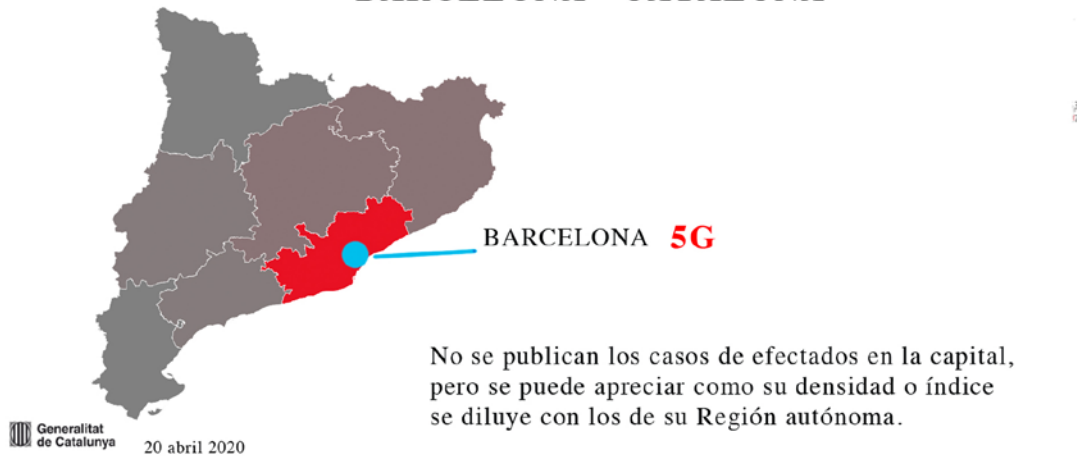 BARCELONA 5G
No se publican los casos de efectados en la capital,
pero se puede apreciar como su densidad o índice
se diluye con los de su Región autónoma.
Generalitat
de Catalunya
20 abril 2020